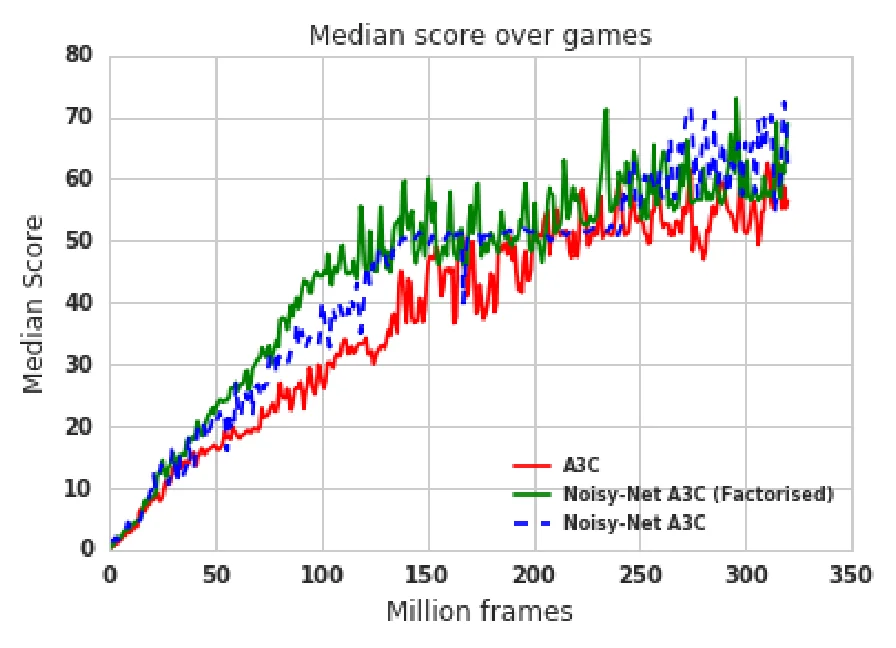 Median score over games
80
70
60
50
40
30
20
10
0
Median Score
A3C
Noisy-Net A3C (Factorised)
Noisy-Net A3C
0 50 100 150 200 250 300 350
Million frames